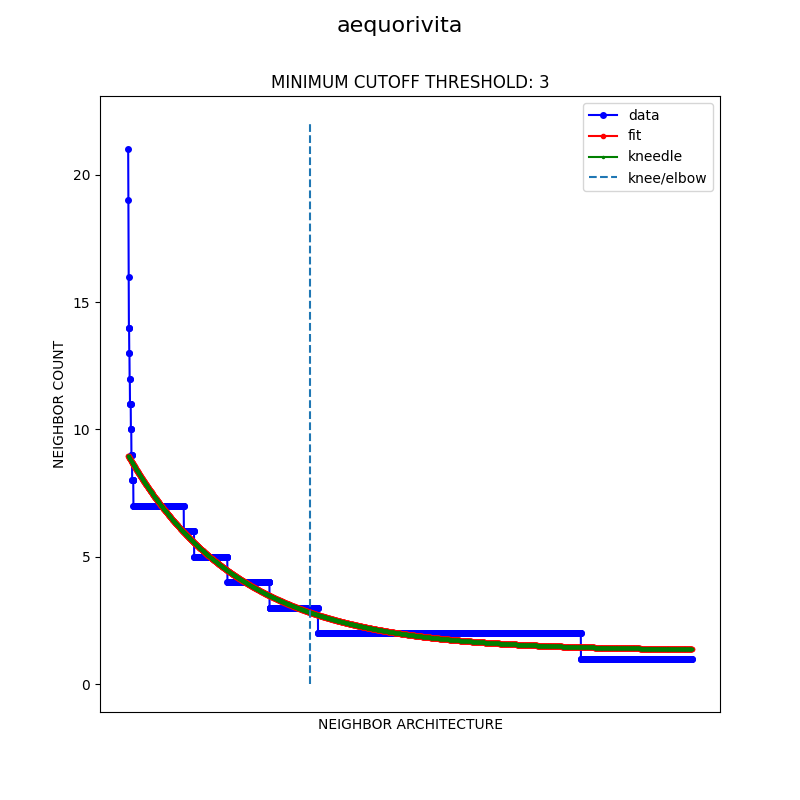 aequorivita
MINIMUM CUTOFF THRESHOLD: 3
data
fit
kneedle
knee/elbow
20
15
10
5
0
NEIGHBOR COUNT
NEIGHBOR ARCHITECTURE